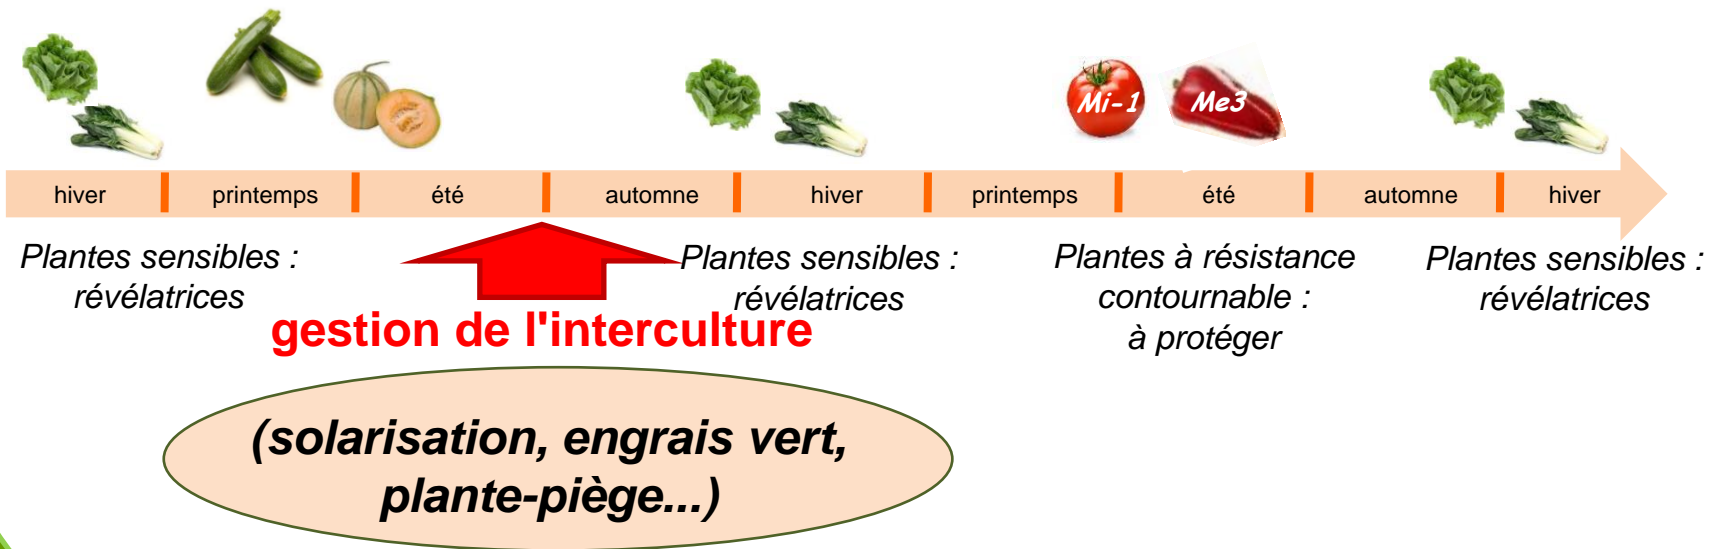 Mi-1
Me3
hiver
printemps
été
automne
hiver
printemps
été
automne
hiver
Plantes sensibles :
révélatrices
Plantes sensibles :
révélatrices
Plantes à résistance
contournable :
à protéger
Plantes sensibles :
révélatrices
gestion de l'interculture
(solarisation, engrais vert,
plante-piège...)